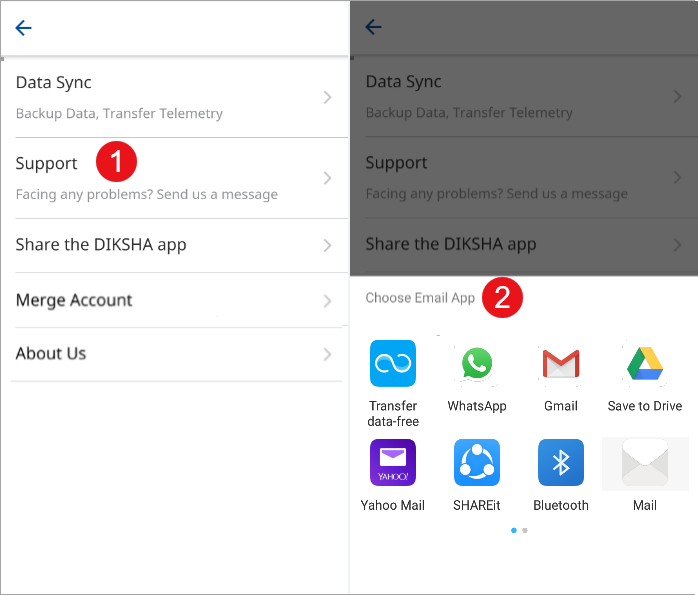 Data Sync
Backup Data, Transfer Telemetry
Support 1
Facing any problems? Send us a message
Share the DIKSHA app
Merge Account
About Us
Data Sync
Backup Data, Transfer Telemetry
Support
Facing any problems? Send us a message
Share the DIKSHA app
Choose Email App 2
Transfer data-free
WhatsApp
Gmail
Save to Drive
YAHOO!
Yahoo Mail
SHAREit
Bluetooth
Mail